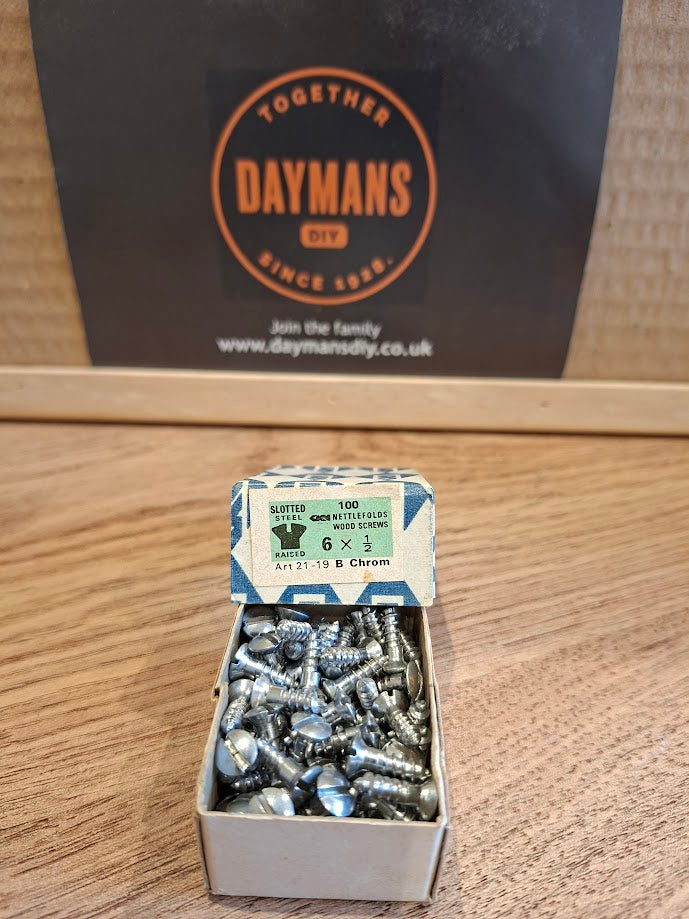 TOGETHER
DAYMANS
DIY
SINCE 1928.
Join the family
www.daymansdiy.co.uk
SLOTTED
STEEL
RAISED
100
GKN NETTLEFOLDS
WOOD SCREWS
6 × 1/2
Art 21-19 B Chrom